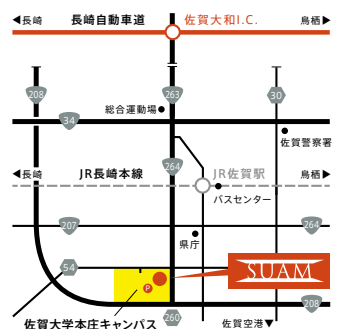 ◀長崎 長崎自動車道 佐賀大和I.C. 鳥栖▶
208 263 30
総合運動場
34
佐賀警察署
164
◀長崎 JR長崎本線 JR佐賀駅 鳥栖▶
バスセンター
207 264
県庁
54
SUAM
P
208
佐賀大学本庄キャンパス 260 佐賀空港▼